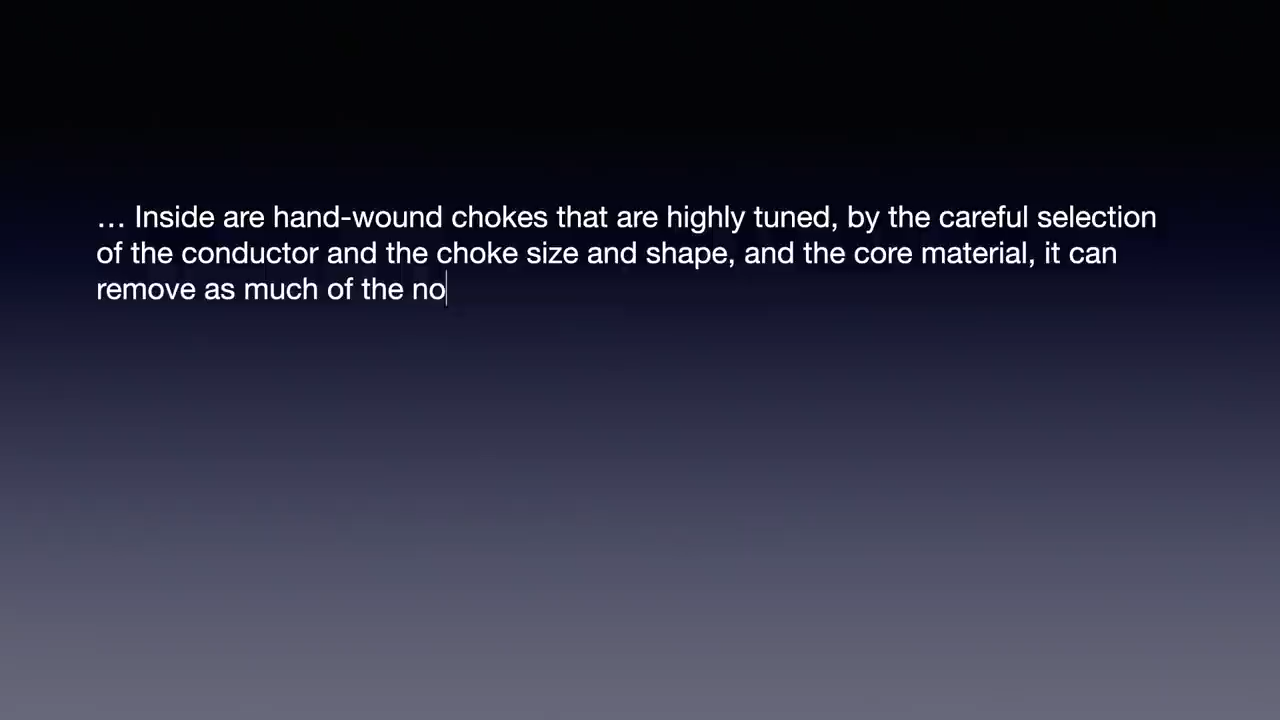 … Inside are hand-wound chokes that are highly tuned, by the careful selection
of the conductor and the choke size and shape, and the core material, it can
remove as much of the no